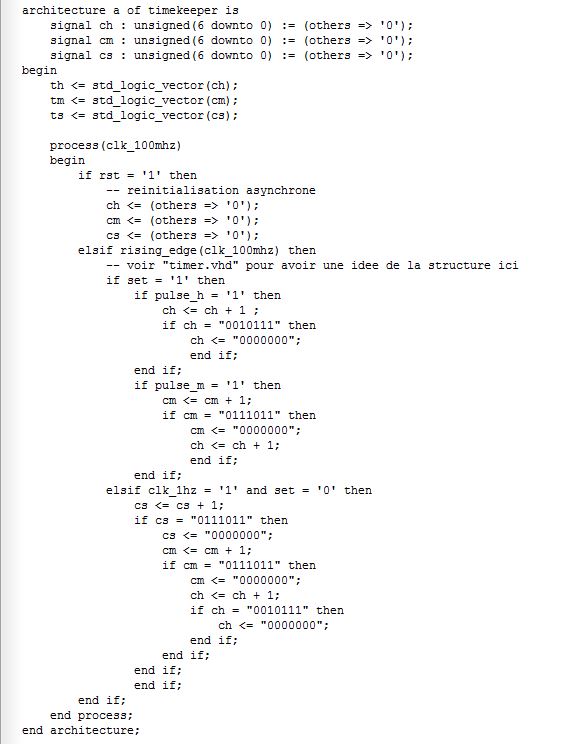 architecture a of timekeeper is
    signal ch : unsigned(6 downto 0) := (others => '0');
    signal cm : unsigned(6 downto 0) := (others => '0');
    signal cs : unsigned(6 downto 0) := (others => '0');
begin
    th <= std_logic_vector(ch);
    tm <= std_logic_vector(cm);
    ts <= std_logic_vector(cs);

    process(clk_100mhz)
    begin
        if rst = '1' then
            -- reinitialisation asynchrone
            ch <= (others => '0');
            cm <= (others => '0');
            cs <= (others => '0');
        elsif rising_edge(clk_100mhz) then
            -- voir "timer.vhd" pour avoir une idee de la structure ici
            if set = '1' then
                if pulse_h = '1' then
                    ch <= ch + 1 ;
                    if ch = "0010111" then
                        ch <= "0000000";
                        end if;
                end if;
                if pulse_m = '1' then
                    cm <= cm + 1;
                    if cm = "0111011" then
                        cm <= "0000000";
                        ch <= ch + 1;
                        end if;
                end if;
            elsif clk_1hz = '1' and set = '0' then
                cs <= cs + 1;
                if cs = "0111011" then
                    cs <= "0000000";
                    cm <= cm + 1;
                    if cm = "0111011" then
                        cm <= "0000000";
                        ch <= ch + 1;
                        if ch = "0010111" then
                            ch <= "0000000";
                        end if;
                    end if;
                end if;
                end if;
        end if;
    end process;
end architecture;